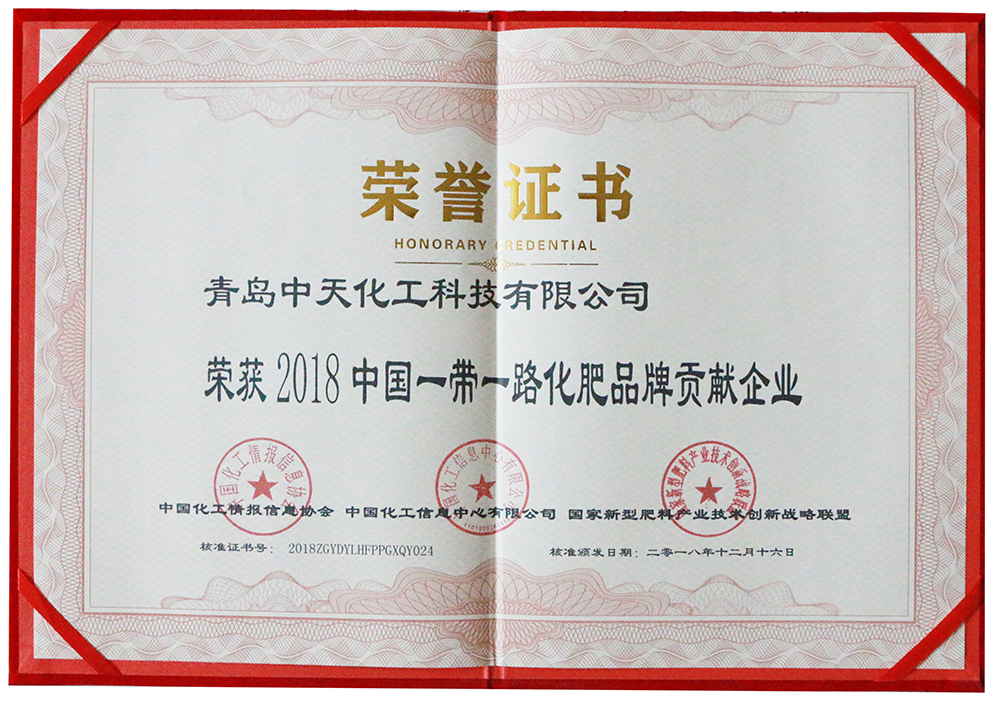 荣誉证书
HONORARY CREDENTIAL
青岛中天化工科技有限公司
荣获2018中国一带一路化肥品牌贡献企业
中国化工情报信息协会 中国化工信息中心有限公司 国家新型肥料产业技术创新战略联盟
核准证书号： 2018ZGYDYLHFPPGXQY024 核准颁发日期：二零一八年十二月十六日